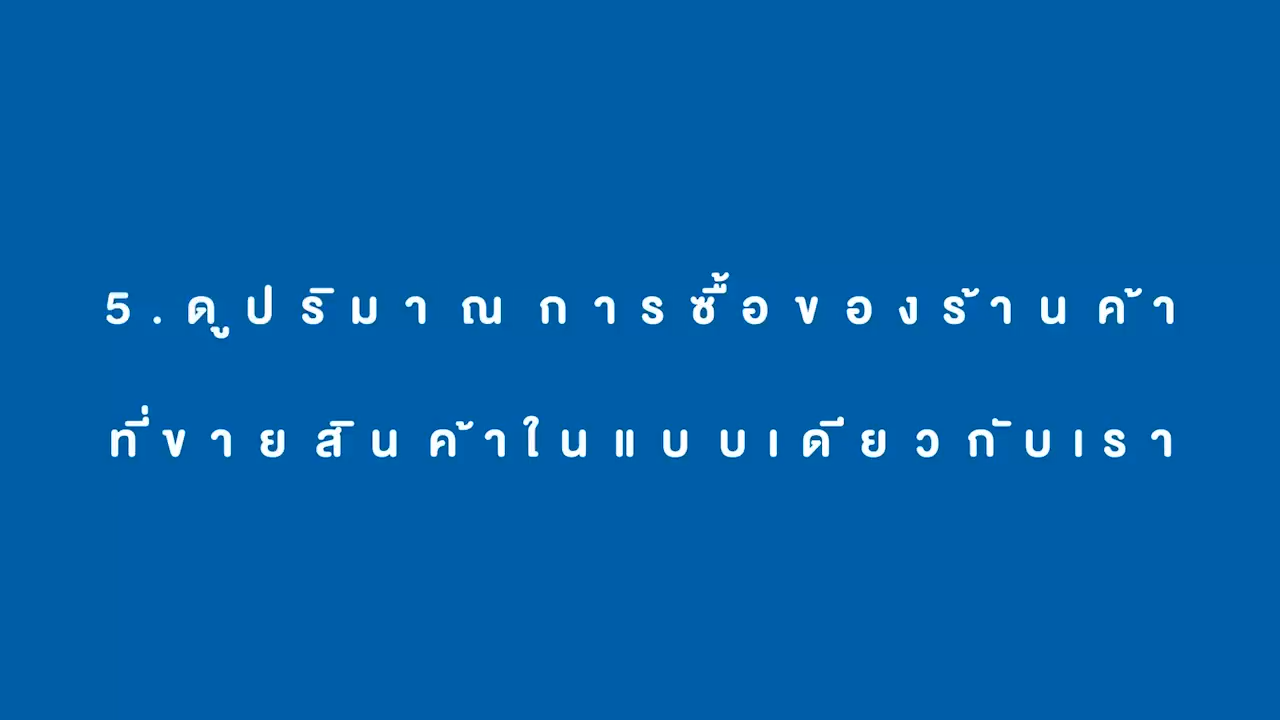 5.ดูปริมาณการซื้อของร้านค้า
ที่ขายสินค้าในแบบเดียวกับเรา